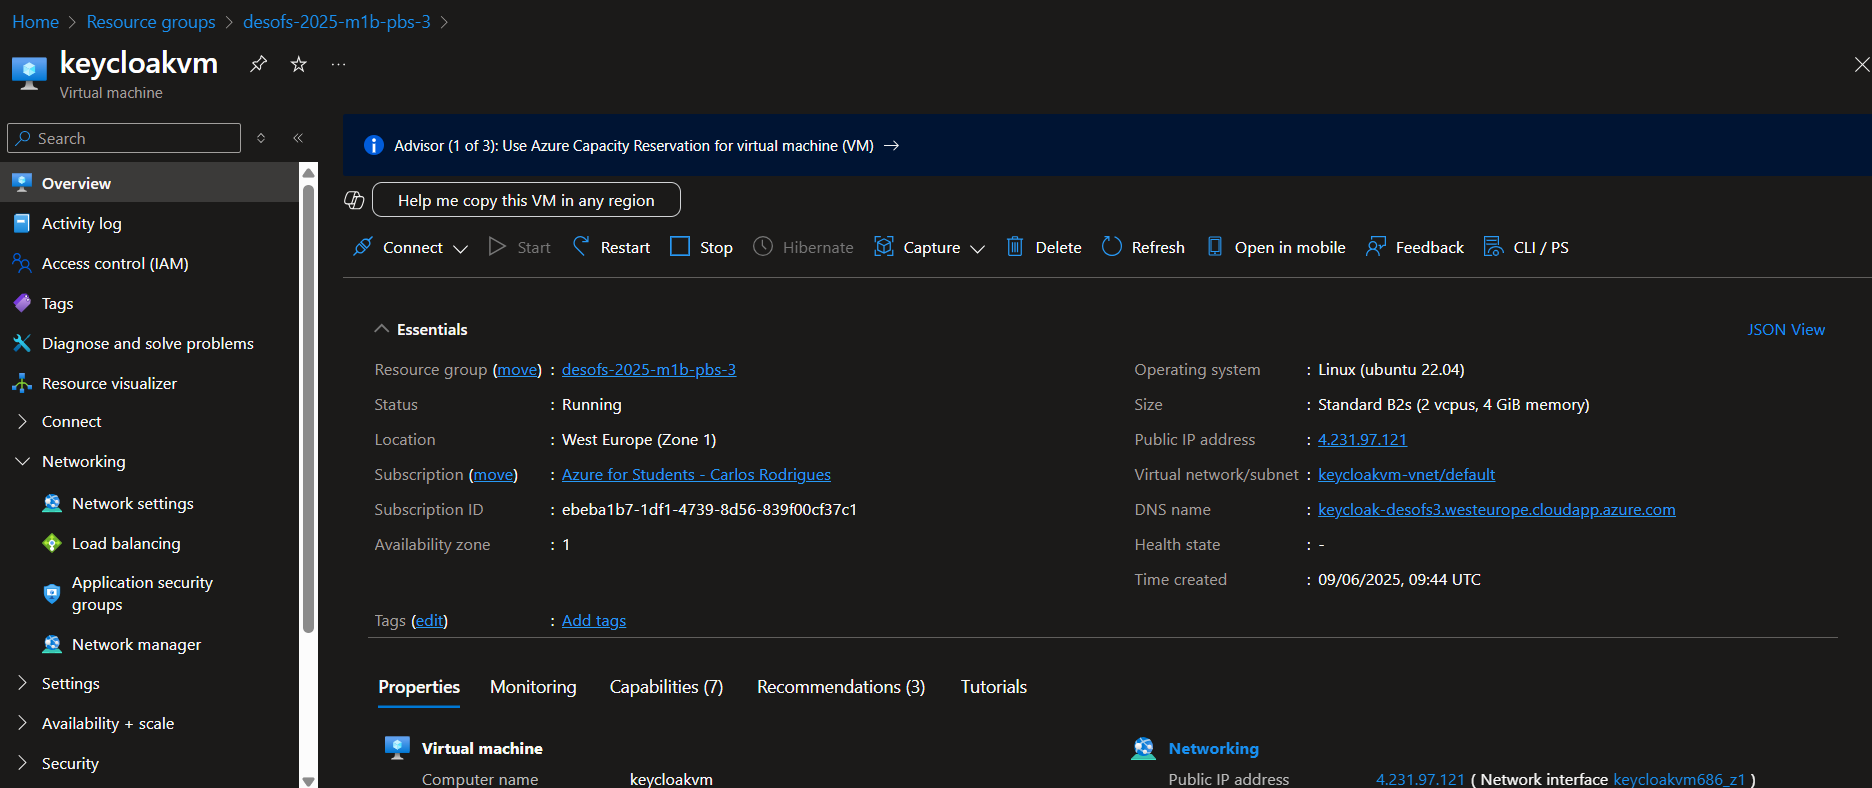 Home > Resource groups > desofs-2025-m1b-pbs-3 >
keycloakvm
Virtual machine
Search
Overview
Activity log
Access control (IAM)
Tags
Diagnose and solve problems
Resource visualizer
Connect
Networking
Network settings
Load balancing
Application security
groups
Network manager
Settings
Availability + scale
Security
Advisor (1 of 3): Use Azure Capacity Reservation for virtual machine (VM) →
Help me copy this VM in any region
Connect Start Restart Stop Hibernate Capture Delete Refresh Open in mobile Feedback CLI / PS
Essentials
JSON View
Resource group (move) : desofs-2025-m1b-pbs-3
Status : Running
Location : West Europe (Zone 1)
Subscription (move) : Azure for Students - Carlos Rodrigues
Subscription ID : ebeba1b7-1df1-4739-8d56-839f00cf37c1
Availability zone : 1
Operating system : Linux (ubuntu 22.04)
Size : Standard B2s (2 vcpus, 4 GiB memory)
Public IP address : 4.231.97.121
Virtual network/subnet : keycloakvm-vnet/default
DNS name : keycloak-desofs3.westeurope.cloudapp.azure.com
Health state : -
Time created : 09/06/2025, 09:44 UTC
Tags (edit) : Add tags
Properties Monitoring Capabilities (7) Recommendations (3) Tutorials
Virtual machine
Computer name keycloakvm
Networking
Public IP address 4.231.97.121 ( Network interface keycloakvm686_z1 )